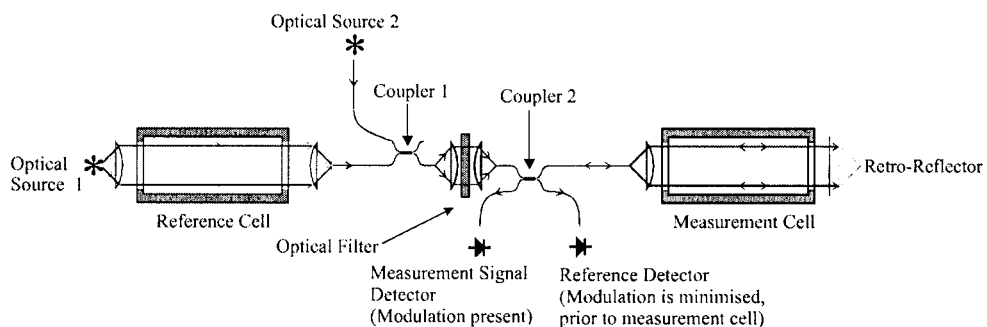 Optical Source 2
Coupler 1
Coupler 2
Optical
Source 1
Retro-Reflector
Reference Cell
Measurement Cell
Optical Filter
Measurement Signal
Detector
(Modulation present)
Reference Detector
(Modulation is minimised,
prior to measurement cell)